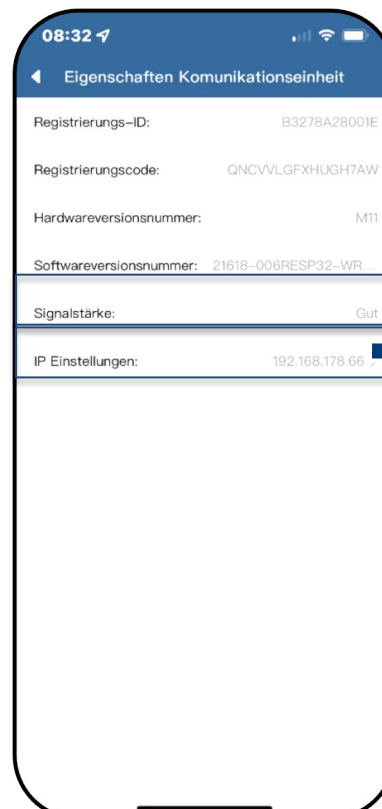 08:32
Eigenschaften Komunikationseinheit
Registrierungs-ID: B3278A28001E
Registrierungscode: QNCVVLGFXHUGH7AW
Hardwareversionsnummer: M11
Softwareversionsnummer: 21618-006RESP32-WR...
Signalstärke: Gut
IP Einstellungen: 192.168.178.66